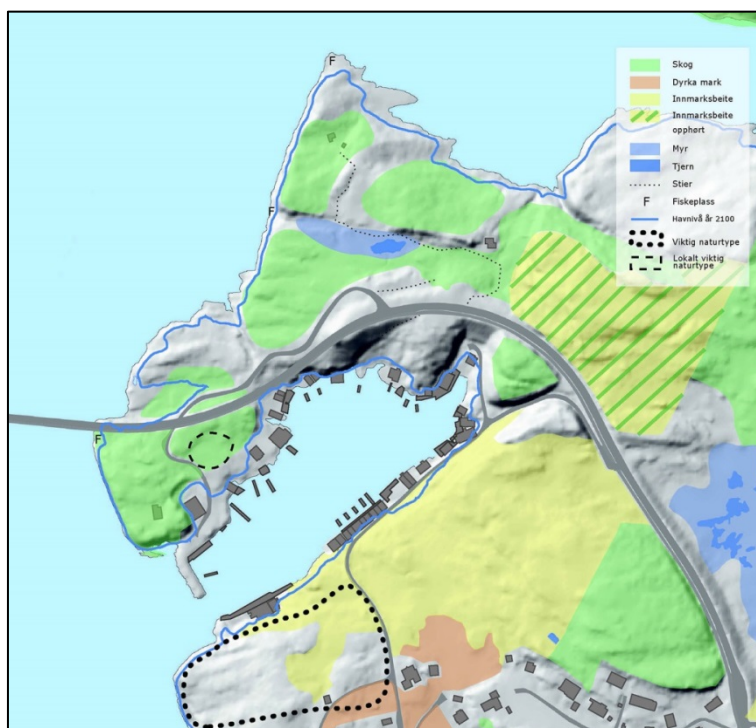 F
Skog
Dyrka mark
Innmarksbeite
Innmarksbeite
opphørt
Myr
Tjern
Stier
F Fiskeplass
Havnivå år 2100
Viktig naturtype
Lokalt viktig
naturtype
F
F